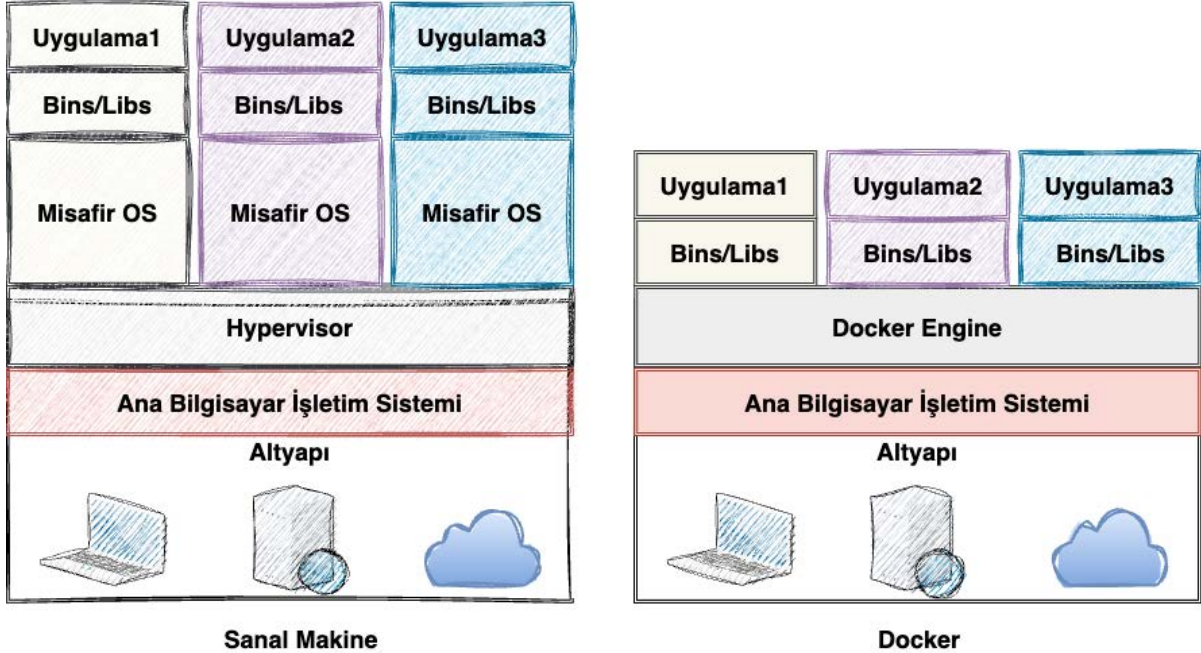 Uygulama1
Uygulama2
Uygulama3
Bins/Libs
Bins/Libs
Bins/Libs
Misafir OS
Misafir OS
Misafir OS
Hypervisor
Ana Bilgisayar İşletim Sistemi
Altyapı
Sanal Makine
Uygulama1
Uygulama2
Uygulama3
Bins/Libs
Bins/Libs
Bins/Libs
Docker Engine
Ana Bilgisayar İşletim Sistemi
Altyapı
Docker